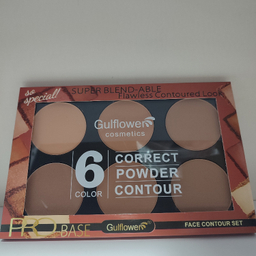 so special!
SUPER BLEND-ABLE
Flawless Contoured Look
Gulflower
cosmetics
6
COLOR
CORRECT
POWDER
CONTOUR
PRO
BASE
Gulflower
FACE CONTOUR SET